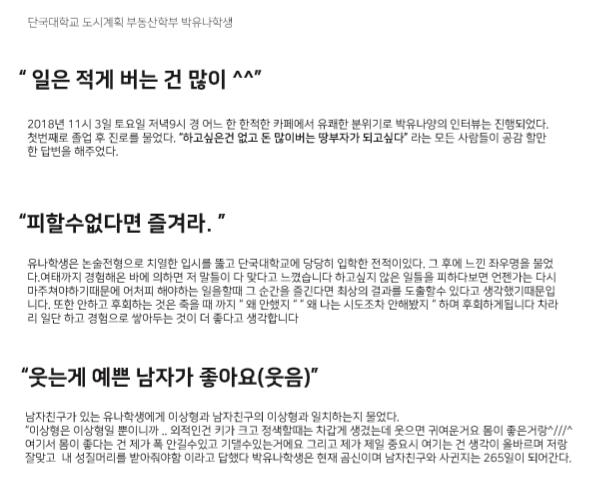 단국대학교 도시계획 부동산학부 박유나학생
“ 일은 적게 버는 건 많이 ^^”
2018년 11시 3일 토요일 저녁9시 경 어느 한 한적한 카페에서 유쾌한 분위기로 박유나양의 인터뷰는 진행되었다.
첫번째로 졸업 후 진로를 물었다. “하고싶은건 없고 돈 많이버는 땅부자가 되고싶다” 라는 모든 사람들이 공감 할만
한 답변을 해주었다.
“피할수없다면 즐겨라. ”
유나학생은 논술전형으로 치열한 입시를 뚫고 단국대학교에 당당히 입학한 전적이있다. 그 후에 느낀 좌우명을 물었
다.여태까지 경험해온 바에 의하면 저 말들이 다 맞다고 느꼈습니다 하고싶지 않은 일들을 피하다보면 언젠가는 다시
마주쳐야하기때문에 어처피 해야하는 일을할때 그 순간을 즐긴다면 최상의 결과를 도출할수 있다고 생각했기때문입
니다. 또한 안하고 후회하는 것은 죽을 때 까지 “ 왜 안했지 “ “ 왜 나는 시도조차 안해봤지 “ 하며 후회하게됩니다 차라
리 일단 하고 경험으로 쌓아두는 것이 더 좋다고 생각합니다
“웃는게 예쁜 남자가 좋아요(웃음)”
남자친구가 있는 유나학생에게 이상형과 남자친구의 이상형과 일치하는지 물었다.
“이상형은 이상형일 뿐이니까 .. 외적인건 키가 크고 정색할때는 차갑게 생겼는데 웃으면 귀여운거요 몸이 좋은거랑^///^
여기서 몸이 좋다는 건 제가 폭 안길수있고 기댈수있는거에요 그리고 제가 제일 중요시 여기는 건 생각이 올바르며 저랑
잘맞고 내 성질머리를 받아줘야함 이라고 답했다 박유나학생은 현재 곰신이며 남자친구와 사귄지는 265일이 되어간다.